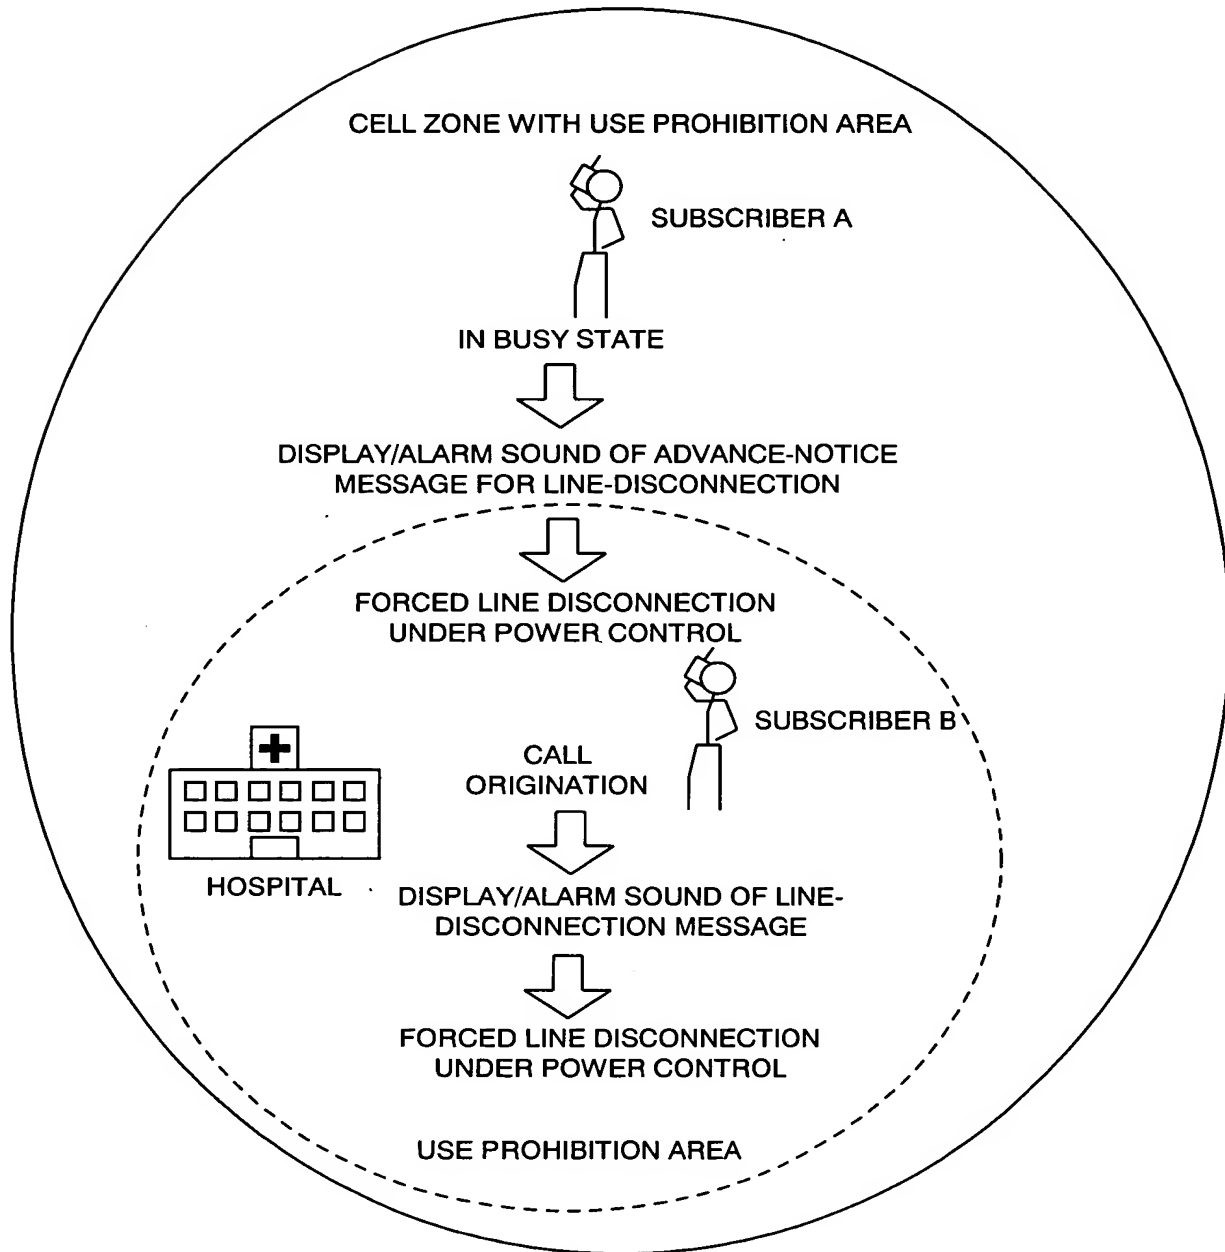 CELL ZONE WITH USE PROHIBITION AREA
SUBSCRIBER A
IN BUSY STATE
DISPLAY/ALARM SOUND OF ADVANCE-NOTICE
MESSAGE FOR LINE-DISCONNECTION
FORCED LINE DISCONNECTION
UNDER POWER CONTROL
SUBSCRIBER B
CALL
ORIGINATION
HOSPITAL
DISPLAY/ALARM SOUND OF LINE-
DISCONNECTION MESSAGE
FORCED LINE DISCONNECTION
UNDER POWER CONTROL
USE PROHIBITION AREA